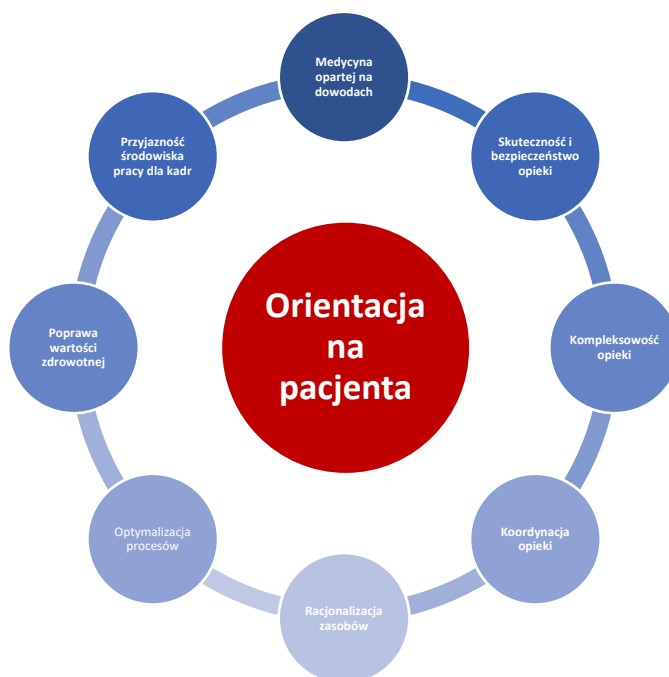 Medycyna
opartej na
dowodach
Skuteczność i
bezpieczeństwo
opieki
Kompleksowość
opieki
Koordynacja
opieki
Racjonalizacja
zasobów
Optymalizacja
procesów
Poprawa
wartości
zdrowotnej
Przyjazność
środowiska
pracy dla kadr
Orientacja
na
pacjenta